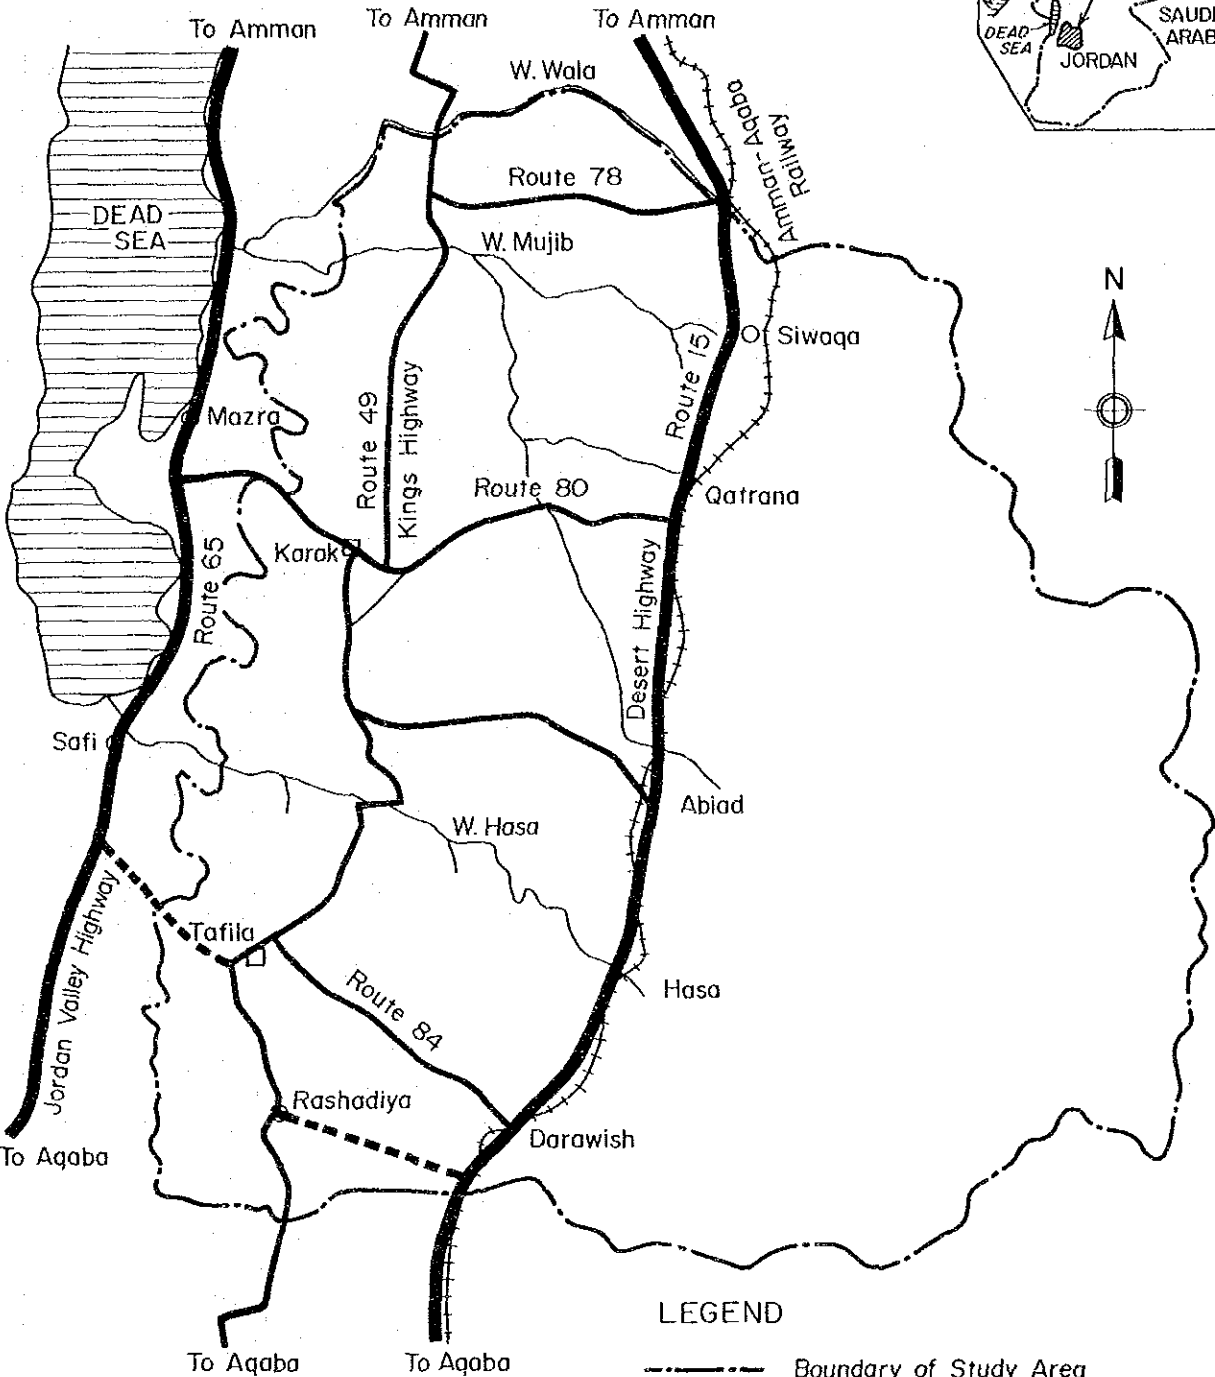 To Amman
To Amman
To Amman
SAUDI
ARAB
DEAD
SEA
JORDAN
W. Wala
Amman-Aqaba
Railway
Route 78
DEAD
SEA
W. Mujib
N
Siwaqa
Route 15
Mazra
Route 49
Kings Highway
Route 80
Qatrana
Karak
Route 65
Desert Highway
Safi
Abiad
W. Hasa
Jordan Valley Highway
Tafila
Hasa
Route 84
Rashadiya
Darawish
To Aqaba
LEGEND
To Aqaba
To Aqaba
Boundary of Study Area